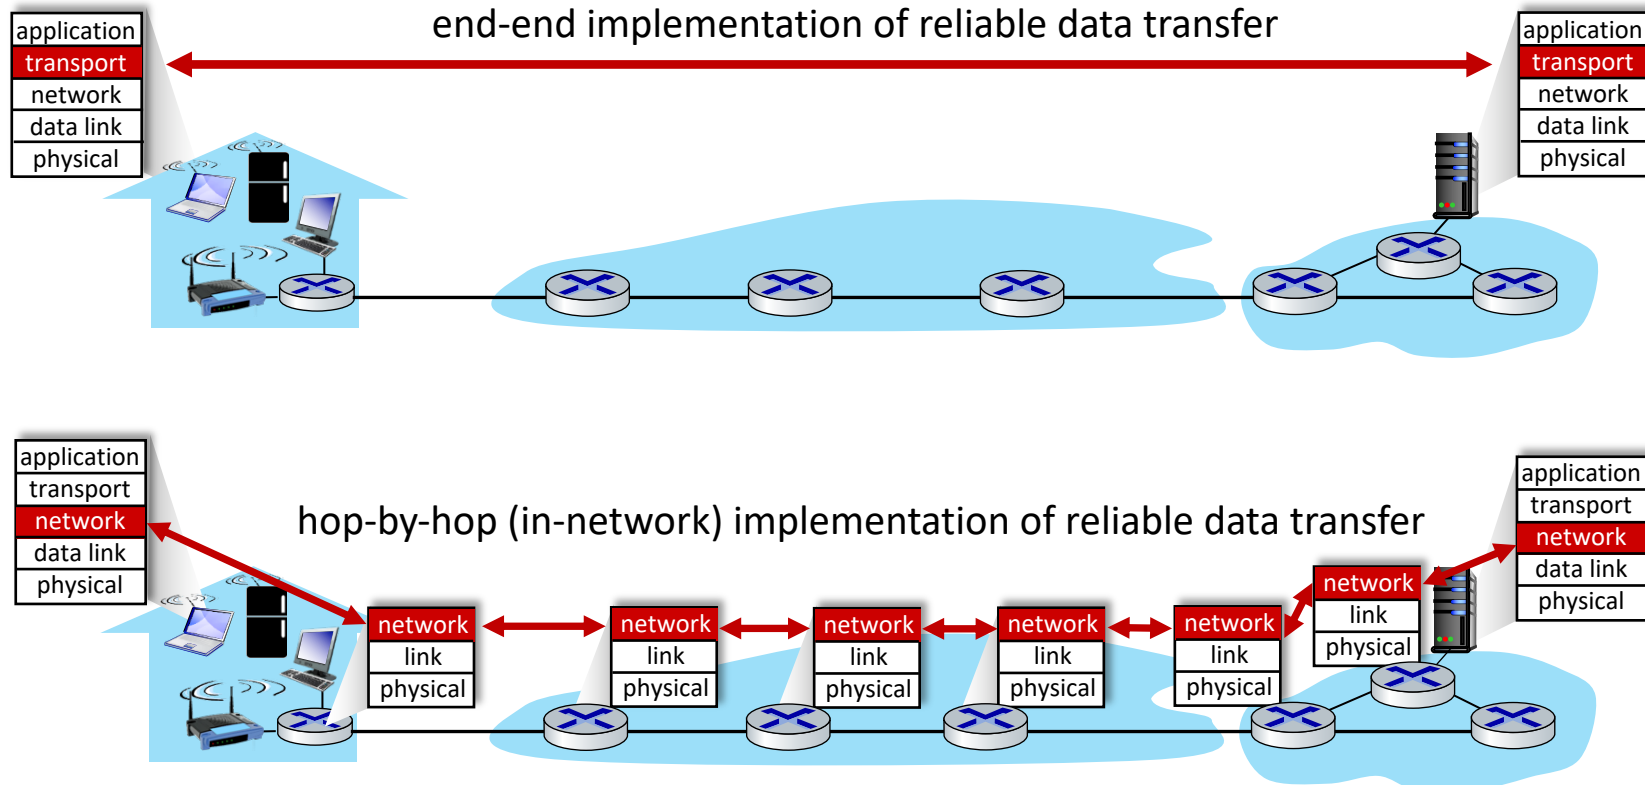 end-end implementation of reliable data transfer
application
transport
network
data link
physical
application
transport
network
data link
physical
hop-by-hop (in-network) implementation of reliable data transfer
application
transport
network
data link
physical
network
link
physical
network
link
physical
network
link
physical
network
link
physical
network
link
physical
network
link
physical
application
transport
network
data link
physical